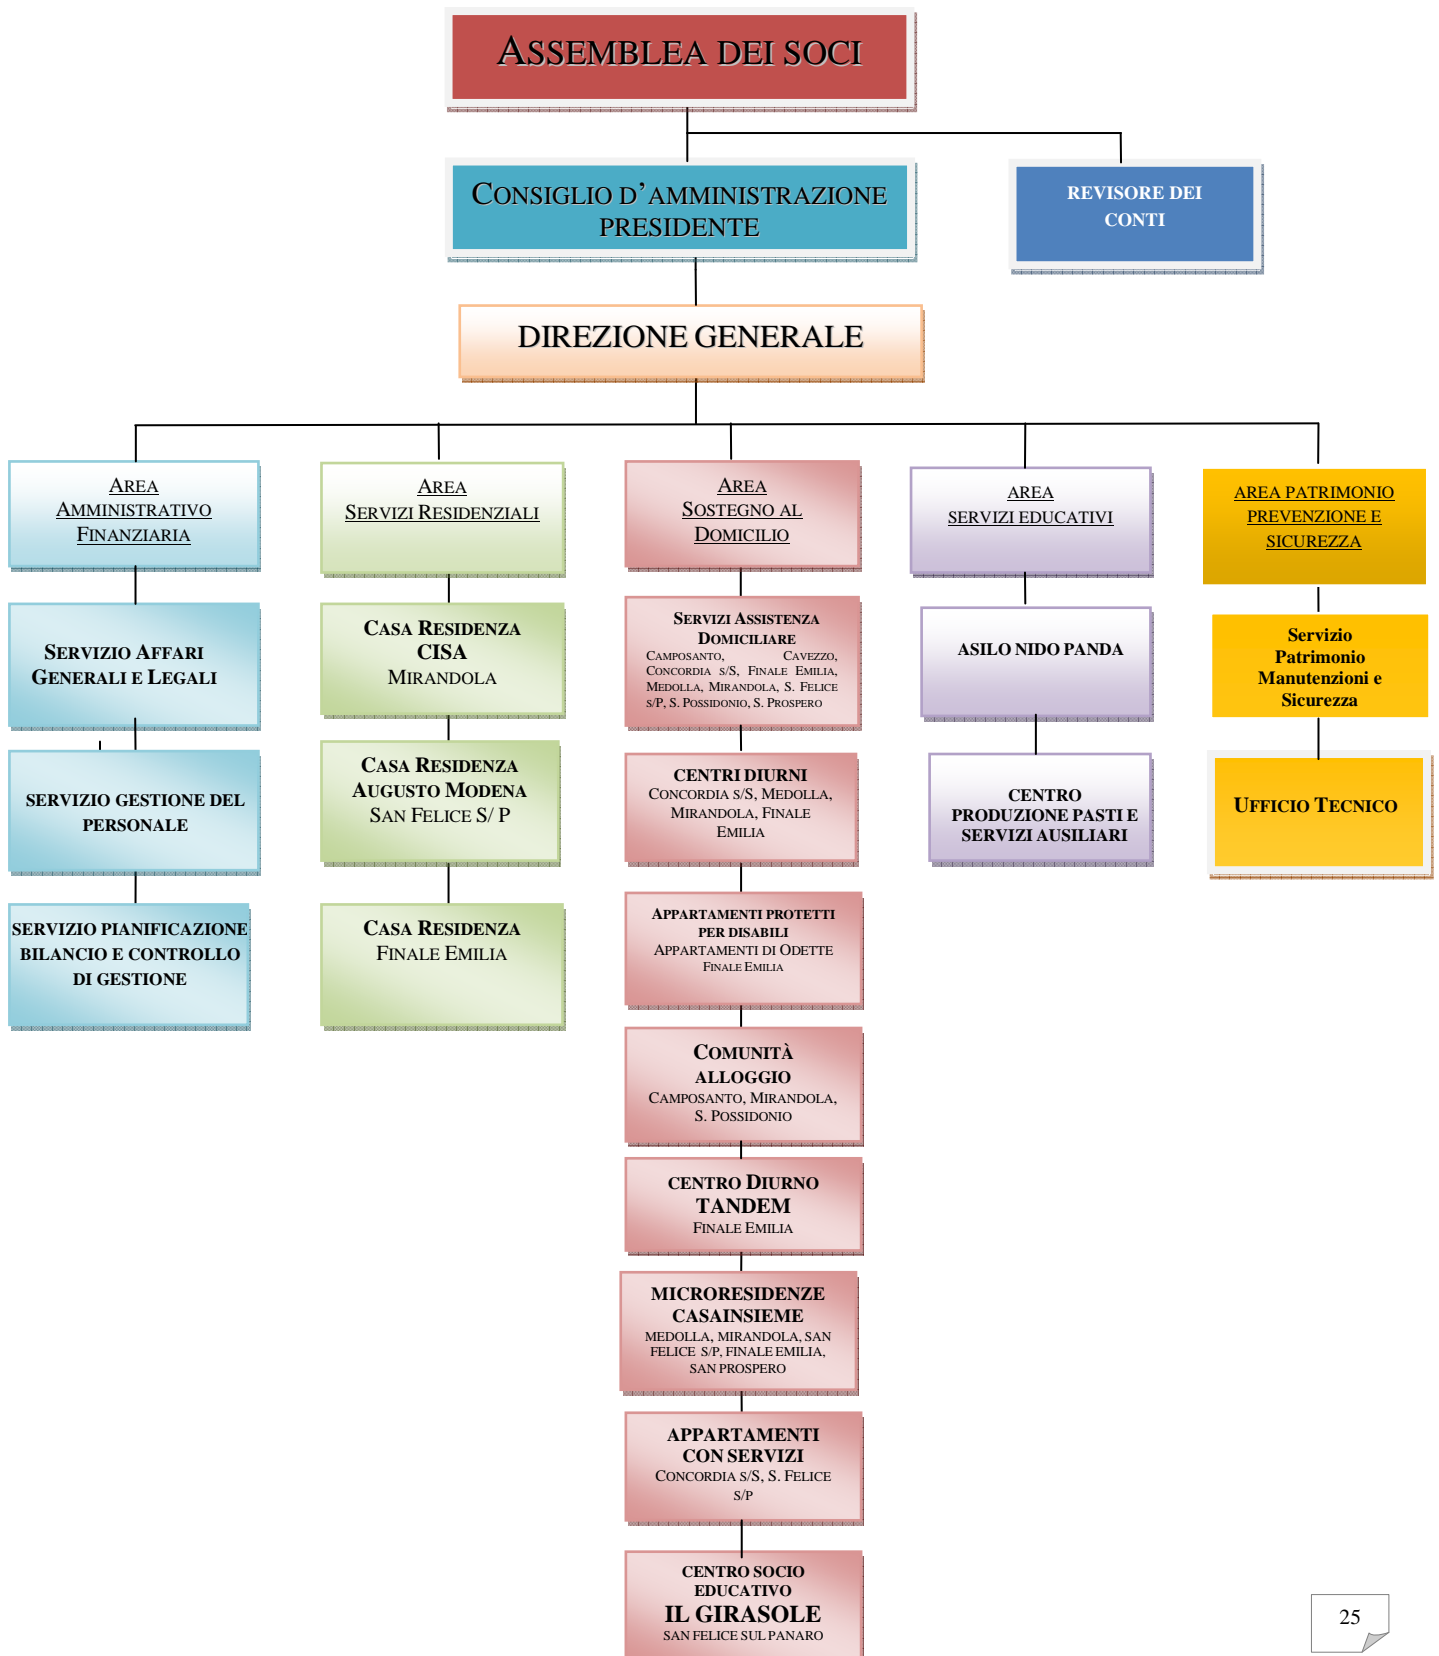 ASSEMBLEA DEI SOCI
CONSIGLIO D'AMMINISTRAZIONE
PRESIDENTE
REVISORE DEI
CONTI
DIREZIONE GENERALE
AREA
AMMINISTRATIVO
FINANZIARIA
SERVIZIO AFFARI
GENERALI E LEGALI
SERVIZIO GESTIONE DEL
PERSONALE
SERVIZIO PIANIFICAZIONE
BILANCIO E CONTROLLO
DI GESTIONE
AREA
SERVIZI RESIDENZIALI
CASA RESIDENZA
CISA
MIRANDOLA
CASA RESIDENZA
AUGUSTO MODENA
SAN FELICE S/ P
CASA RESIDENZA
FINALE EMILIA
AREA
SOSTEGNO AL
DOMICILIO
SERVIZI ASSISTENZA
DOMICILIARE
CAMPOSANTO, CAVEZZO,
CONCORDIA S/S, FINALE EMILIA,
MEDOLLA, MIRANDOLA, S. FELICE
S/P, S. POSSIDONIO, S. PROSPERO
CENTRI DIURNI
CONCORDIA S/S, MEDOLLA,
MIRANDOLA, FINALE
EMILIA
APPARTAMENTI PROTETTI
PER DISABILI
APPARTAMENTI DI ODETTE
FINALE EMILIA
COMUNITÀ
ALLOGGIO
CAMPOSANTO, MIRANDOLA,
S. POSSIDONIO
CENTRO DIURNO
TANDEM
FINALE EMILIA
MICRORESIDENZE
CASAINSIEME
MEDOLLA, MIRANDOLA, SAN
FELICE S/P, FINALE EMILIA,
SAN PROSPERO
APPARTAMENTI
CON SERVIZI
CONCORDIA S/S, S. FELICE
S/P
CENTRO SOCIO
EDUCATIVO
IL GIRASOLE
SAN FELICE SUL PANARO
AREA
SERVIZI EDUCATIVI
ASILO NIDO PANDA
CENTRO
PRODUZIONE PASTI E
SERVIZI AUSILIARI
AREA PATRIMONIO
PREVENZIONE E
SICUREZZA
Servizio
Patrimonio
Manutenzioni e
Sicurezza
UFFICIO TECNICO
25